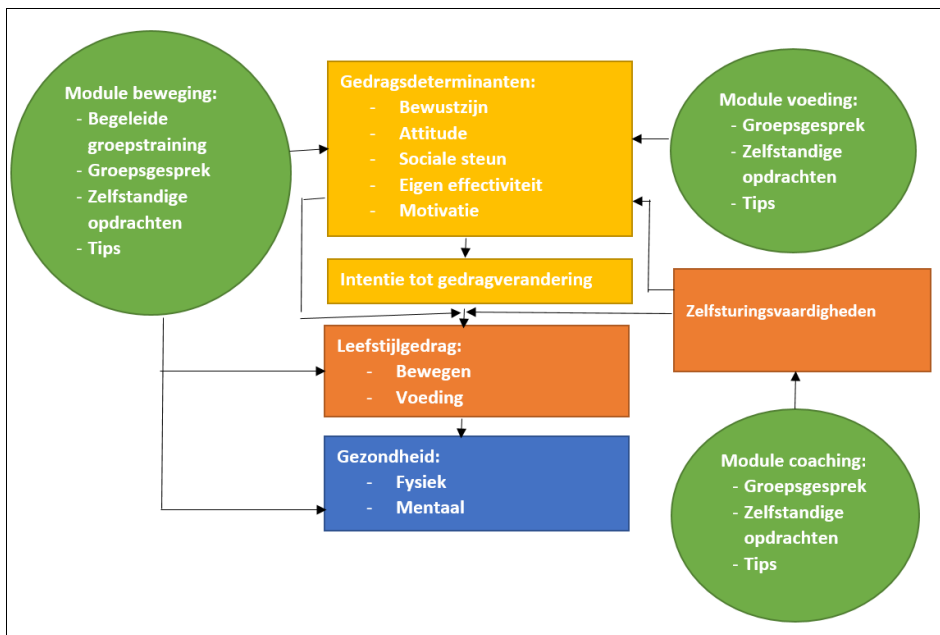 Module beweging:
- Begeleide
groepstraining
- Groepsgesprek
- Zelfstandige
opdrachten
- Tips
Gedragsdeterminanten:
- Bewustzijn
- Attitude
- Sociale steun
- Eigen effectiviteit
- Motivatie
Module voeding:
- Groepsgesprek
- Zelfstandige
opdrachten
- Tips
Intentie tot gedragverandering
Zelfsturingsvaardigheden
Leefstijlgedrag:
- Bewegen
- Voeding
Gezondheid:
- Fysiek
- Mentaal
Module coaching:
- Groepsgesprek
- Zelfstandige
opdrachten
- Tips